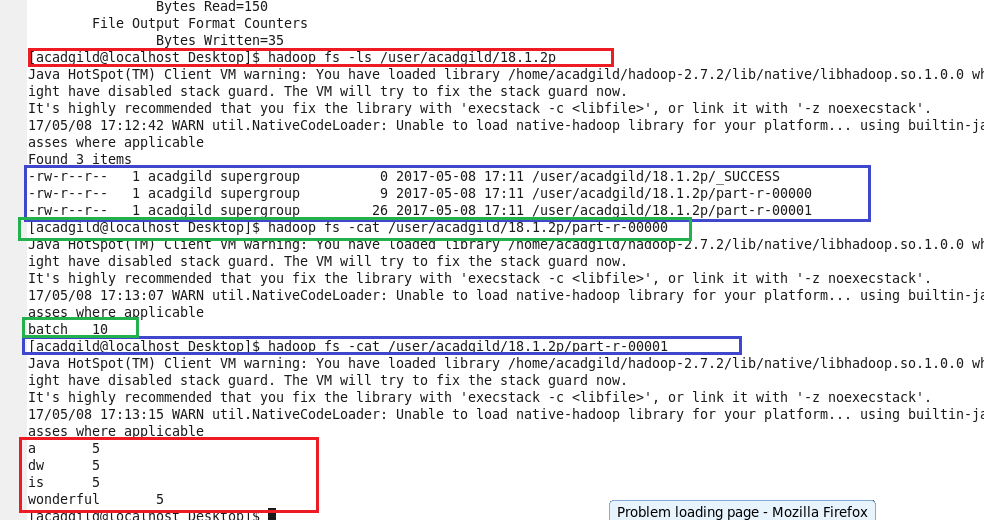 Bytes Read=150
File Output Format Counters
Bytes Written=35
[acadgild@localhost Desktop]$ hadoop fs -ls /user/acadgild/18.1.2p
Java HotSpot(TM) Client VM warning: You have loaded library /home/acadgild/hadoop-2.7.2/lib/native/libhadoop.so.1.0.0 wh
ight have disabled stack guard. The VM will try to fix the stack guard now.
It's highly recommended that you fix the library with 'execstack -c <libfile>', or link it with '-z noexecstack'.
17/05/08 17:12:42 WARN util.NativeCodeLoader: Unable to load native-hadoop library for your platform... using builtin-ja
asses where applicable
Found 3 items
-rw-r--r--   1 acadgild supergroup          0 2017-05-08 17:11 /user/acadgild/18.1.2p/_SUCCESS
-rw-r--r--   1 acadgild supergroup          9 2017-05-08 17:11 /user/acadgild/18.1.2p/part-r-00000
-rw-r--r--   1 acadgild supergroup         26 2017-05-08 17:11 /user/acadgild/18.1.2p/part-r-00001
[acadgild@localhost Desktop]$ hadoop fs -cat /user/acadgild/18.1.2p/part-r-00000
Java HotSpot(TM) Client VM warning: You have loaded library /home/acadgild/hadoop-2.7.2/lib/native/libhadoop.so.1.0.0 wh
ight have disabled stack guard. The VM will try to fix the stack guard now.
It's highly recommended that you fix the library with 'execstack -c <libfile>', or link it with '-z noexecstack'.
17/05/08 17:13:07 WARN util.NativeCodeLoader: Unable to load native-hadoop library for your platform... using builtin-ja
asses where applicable
batch   10
[acadgild@localhost Desktop]$ hadoop fs -cat /user/acadgild/18.1.2p/part-r-00001
Java HotSpot(TM) Client VM warning: You have loaded library /home/acadgild/hadoop-2.7.2/lib/native/libhadoop.so.1.0.0 wh
ight have disabled stack guard. The VM will try to fix the stack guard now.
It's highly recommended that you fix the library with 'execstack -c <libfile>', or link it with '-z noexecstack'.
17/05/08 17:13:15 WARN util.NativeCodeLoader: Unable to load native-hadoop library for your platform... using builtin-ja
asses where applicable
a       5
dw      5
is      5
wonderful       5
[acadgild@localhost Desktop]$
Problem loading page - Mozilla Firefox